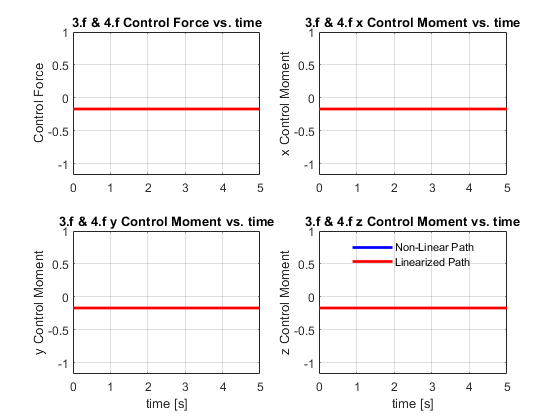 3.f & 4.f Control Force vs. time
3.f & 4.f x Control Moment vs. time
1
0.5
0
-0.5
-1
Control Force
0 1 2 3 4 5
1
0.5
0
-0.5
-1
x Control Moment
0 1 2 3 4 5
3.f & 4.f y Control Moment vs. time
3.f & 4.f z Control Moment vs. time
1
0.5
0
-0.5
-1
y Control Moment
0 1 2 3 4 5
time [s]
1
0.5
0
-0.5
-1
z Control Moment
Non-Linear Path
Linearized Path
0 1 2 3 4 5
time [s]